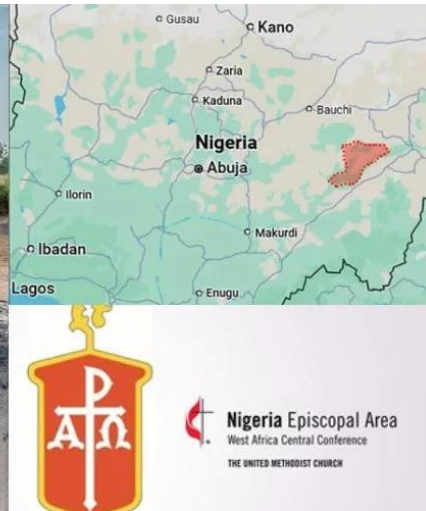 Gusau
Kano
Zaria
Kaduna
Bauchi
Nigeria
Abuja
Ilorin
Makurdi
Ibadan
Lagos
Enugu
P
A Ω
Nigeria Episcopal Area
West Africa Central Conference
THE UNITED METHODIST CHURCH